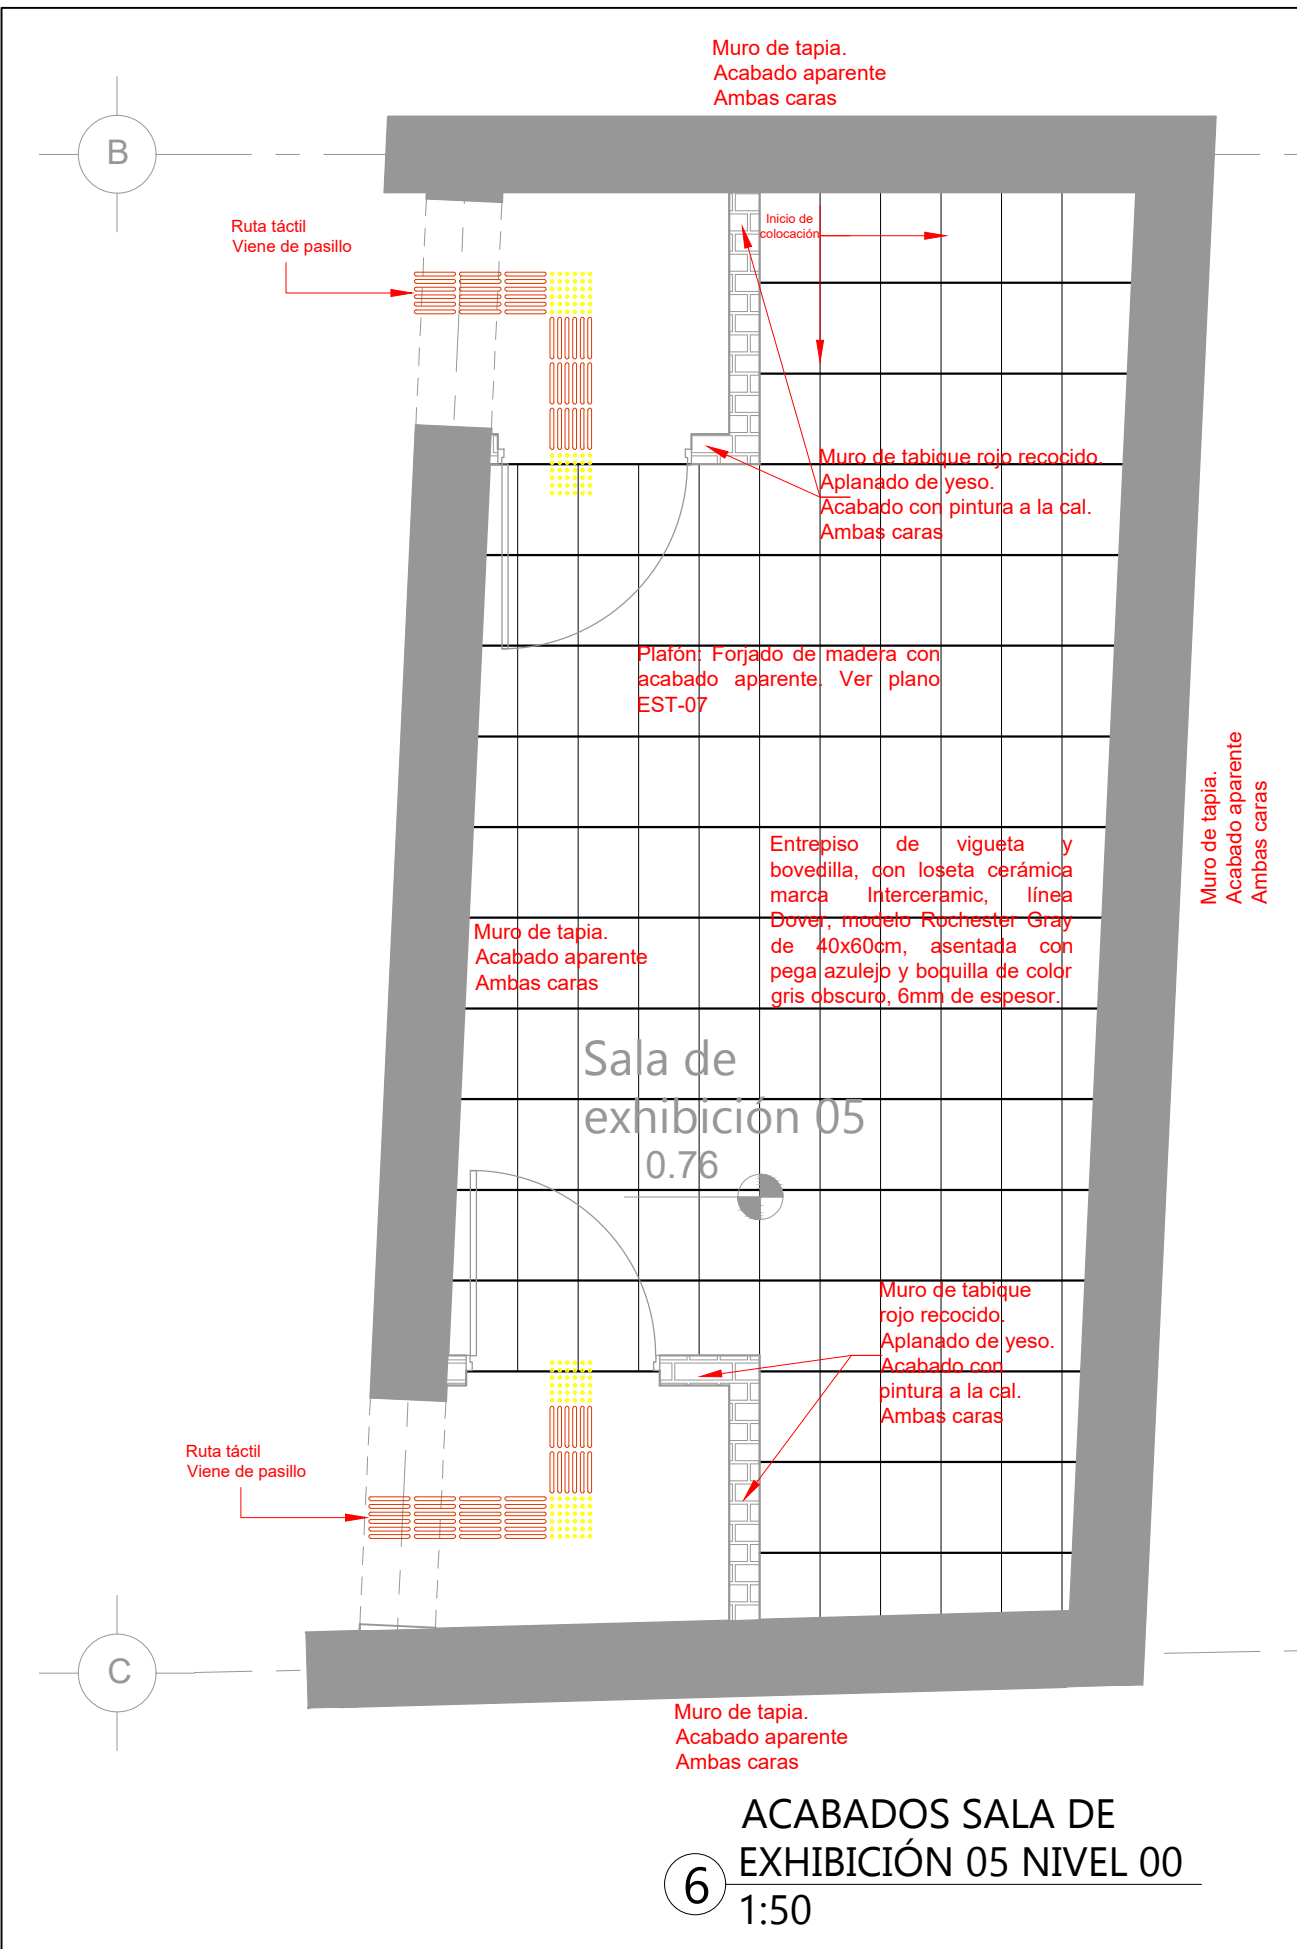 Muro de tapia.
Acabado aparente
Ambas caras
B
Ruta táctil
Viene de pasillo
Inicio de
colocación
Muro de tabique rojo recocido.
Aplanado de yeso.
Acabado con pintura a la cal.
Ambas caras
Plafón: Forjado de madera con
acabado aparente. Ver plano
EST-07
Muro de tapia.
Acabado aparente
Ambas caras
Entrepiso de vigueta y
bovedilla, con loseta cerámica
marca Interceramic, línea
Dover, modelo Rochester Gray
de 40x60cm, asentada con
pega azulejo y boquilla de color
gris obscuro, 6mm de espesor.
Muro de tapia.
Acabado aparente
Ambas caras
Sala de
exhibición 05
0.76
Muro de tabique
rojo recocido.
Aplanado de yeso.
Acabado con
pintura a la cal.
Ambas caras
Ruta táctil
Viene de pasillo
C
Muro de tapia.
Acabado aparente
Ambas caras
ACABADOS SALA DE
6 EXHIBICIÓN 05 NIVEL 00
1:50